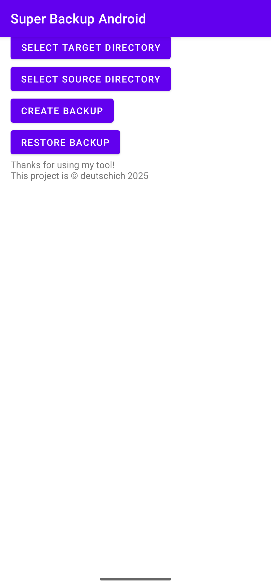 Super Backup Android
SELECT TARGET DIRECTORY
SELECT SOURCE DIRECTORY
CREATE BACKUP
RESTORE BACKUP
Thanks for using my tool!
This project is © deutschich 2025